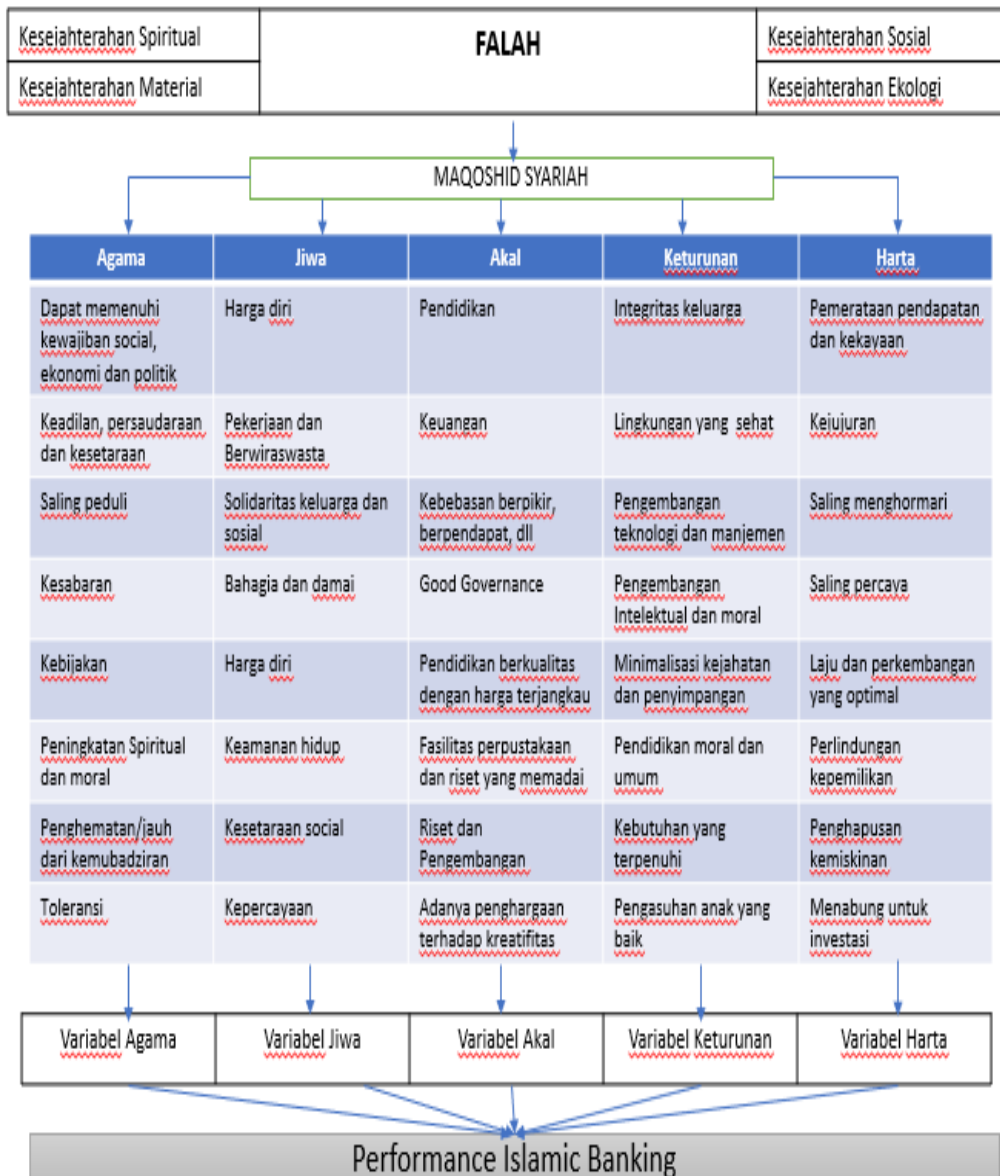 Kesejahterahan Spiritual
FALAH
Kesejahterahan Sosial
Kesejahterahan Material
Kesejahterahan Ekologi
MAQOSHID SYARIAH
Agama
Jiwa
Akal
Keturunan
Harta
Dapat memenuhi
kewajiban social,
ekonomi dan politik
Harga diri
Pendidikan
Integritas keluarga
Pemerataan pendapatan
dan kekayaan
Keadilan, persaudaraan
dan kesetaraan
Pekerjaan dan
Berwiraswasta
Keuangan
Lingkungan yang sehat
Kejujuran
Saling peduli
Solidaritas keluarga dan
sosial
Kebebasan berpikir,
berpendapat, dll
Pengembangan
teknologi dan manjemen
Saling menghormari
Kesabaran
Bahagia dan damai
Good Governance
Pengembangan
Intelektual dan moral
Saling percaya
Kebijakan
Harga diri
Pendidikan berkualitas
dengan harga terjangkau
Minimalisasi kejahatan
dan penyimpangan
Laju dan perkembangan
yang optimal
Peningkatan Spiritual
dan moral
Keamanan hidup
Fasilitas perpustakaan
dan riset yang memadai
Pendidikan moral dan
umum
Perlindungan
kepemilikan
Penghematan/jauh
dari kemubadziran
Kesetaraan social
Riset dan
Pengembangan
Kebutuhan yang
terpenuhi
Penghapusan
kemiskinan
Toleransi
Kepercayaan
Adanya penghargaan
terhadap kreatifitas
Pengasuhan anak yang
baik
Menabung untuk
investasi
Variabel Agama
Variabel Jiwa
Variabel Akal
Variabel Keturunan
Variabel Harta
Performance Islamic Banking